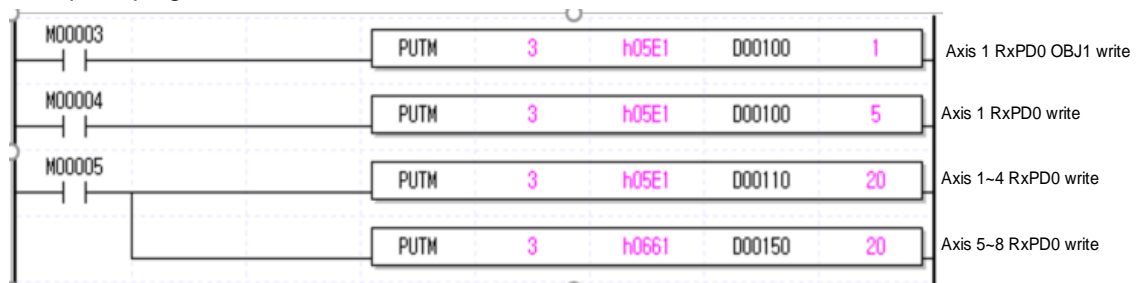 M00003
PUTM 3 h05E1 D00100 1 Axis 1 RxPD0 OBJ1 write
M00004
PUTM 3 h05E1 D00100 5 Axis 1 RxPD0 write
M00005
PUTM 3 h05E1 D00110 20 Axis 1~4 RxPD0 write
PUTM 3 h0661 D00150 20 Axis 5~8 RxPD0 write